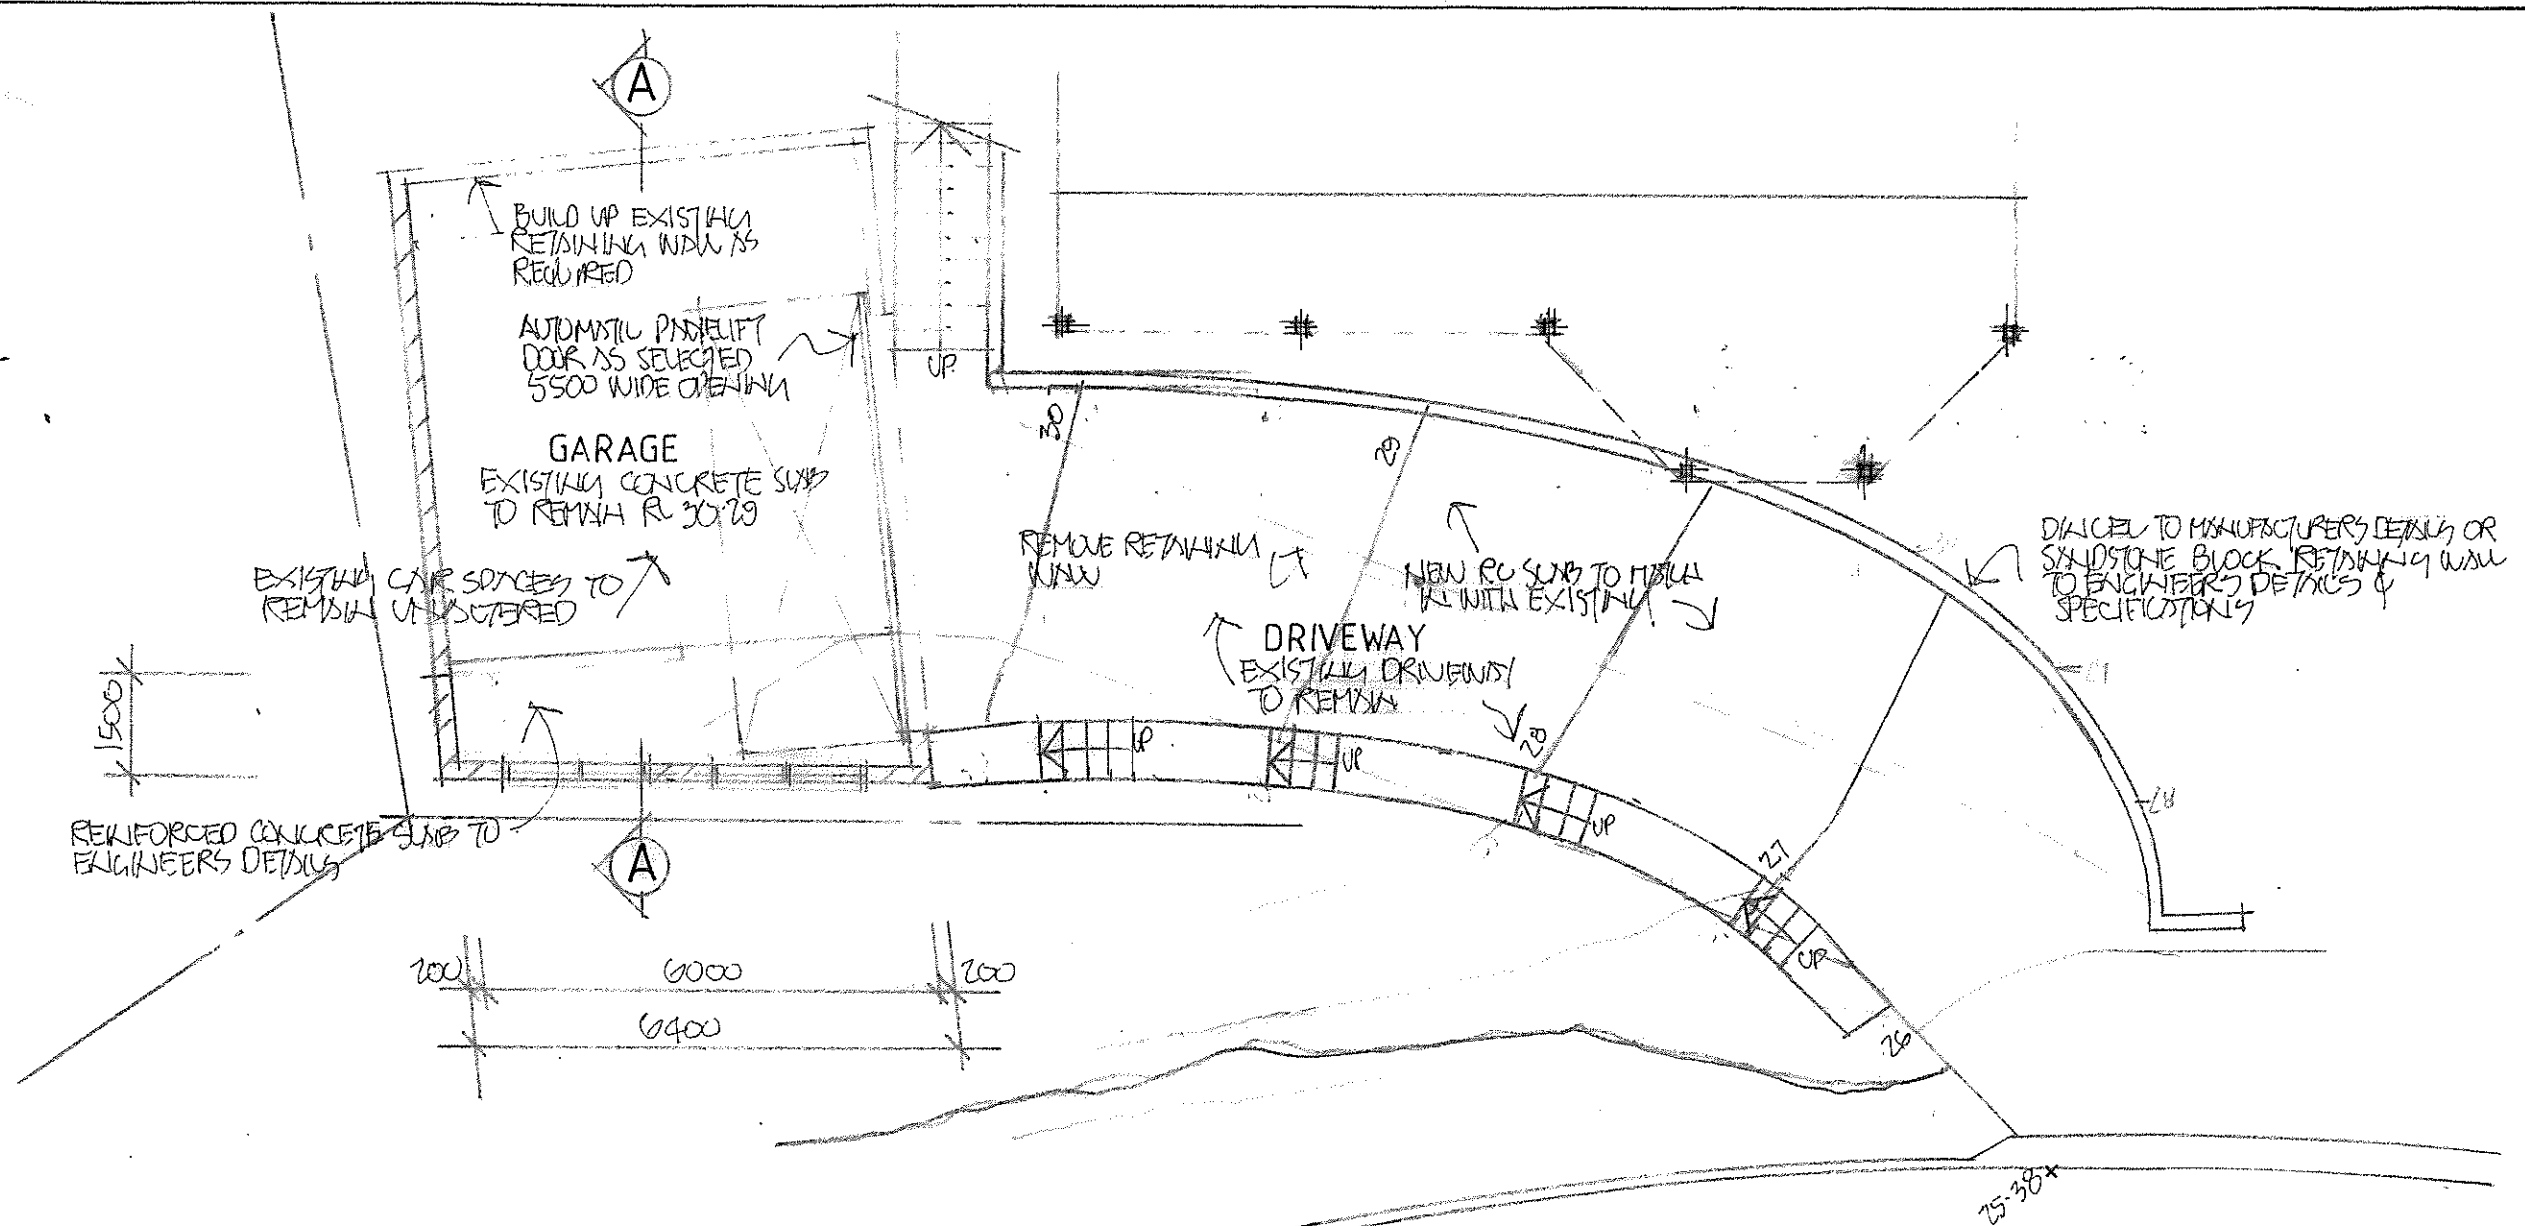 A
BUILD UP EXISTING
RETAINING WALL AS
REQUIRED
AUTOMATIC PANELIFT
DOOR AS SELECTED
5500 WIDE OPENING
UP
GARAGE
EXISTING CONCRETE SLAB
TO REMAIN RL 30.29
EXISTING CAR SPACES TO
REMAIN UNALTERED
30
29
REMOVE RETAINING
WALL
NEW RC SLAB TO MATCH
IN WITH EXISTING
DINCEL TO MANUFACTURERS DETAILS OR
SANDSTONE BLOCK RETAINING WALL
TO ENGINEERS DETAILS &
SPECIFICATIONS
DRIVEWAY
EXISTING DRIVEWAY
TO REMAIN
1500
UP
UP
28
UP
27
UP
26
REINFORCED CONCRETE SLAB TO
ENGINEERS DETAILS
A
200
6000
200
6400
25.38